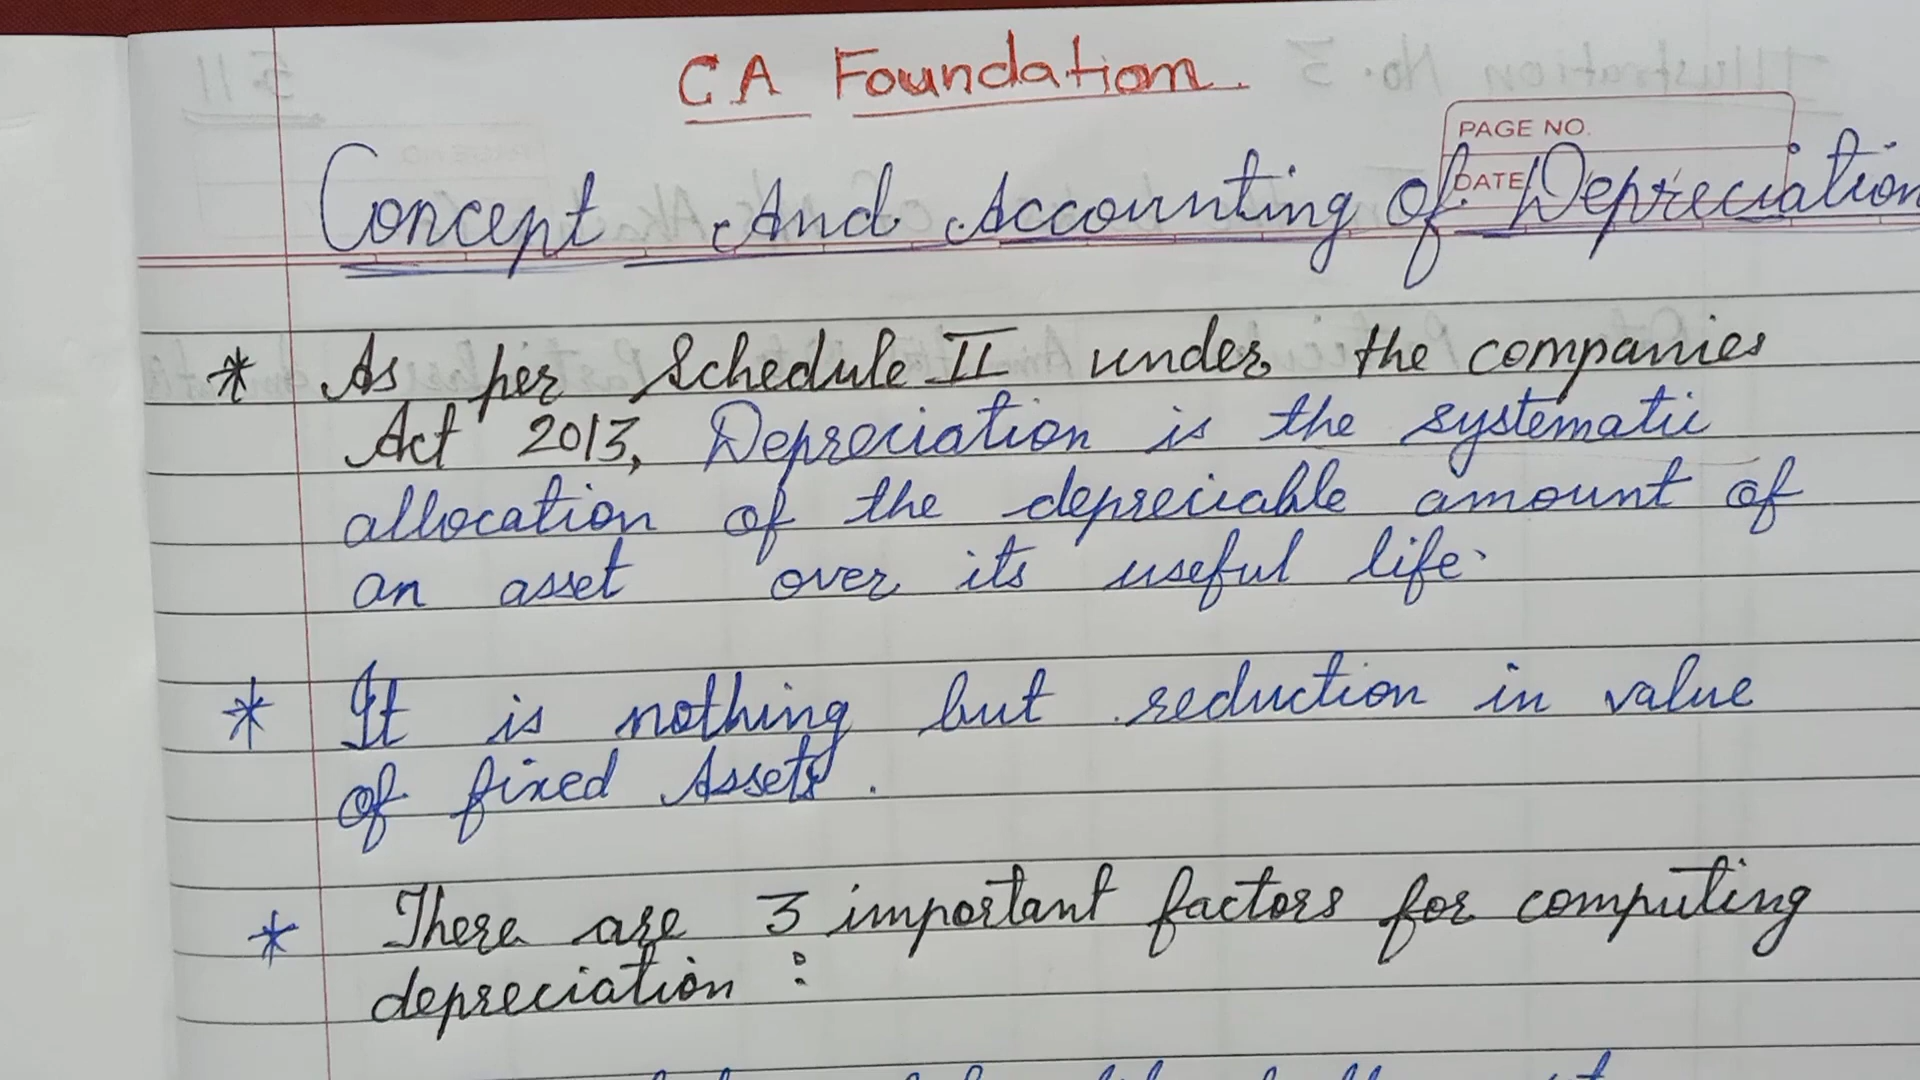 CA Foundation.
PAGE NO.
DATE
Concept And Accounting of Depreciation
* As per Schedule II under the companies
Act 2013, Depreciation is the systematic
allocation of the depreciable amount of
an asset over its useful life.
* It is nothing but reduction in value
of fixed Assets.
* There are 3 important factors for computing
depreciation :